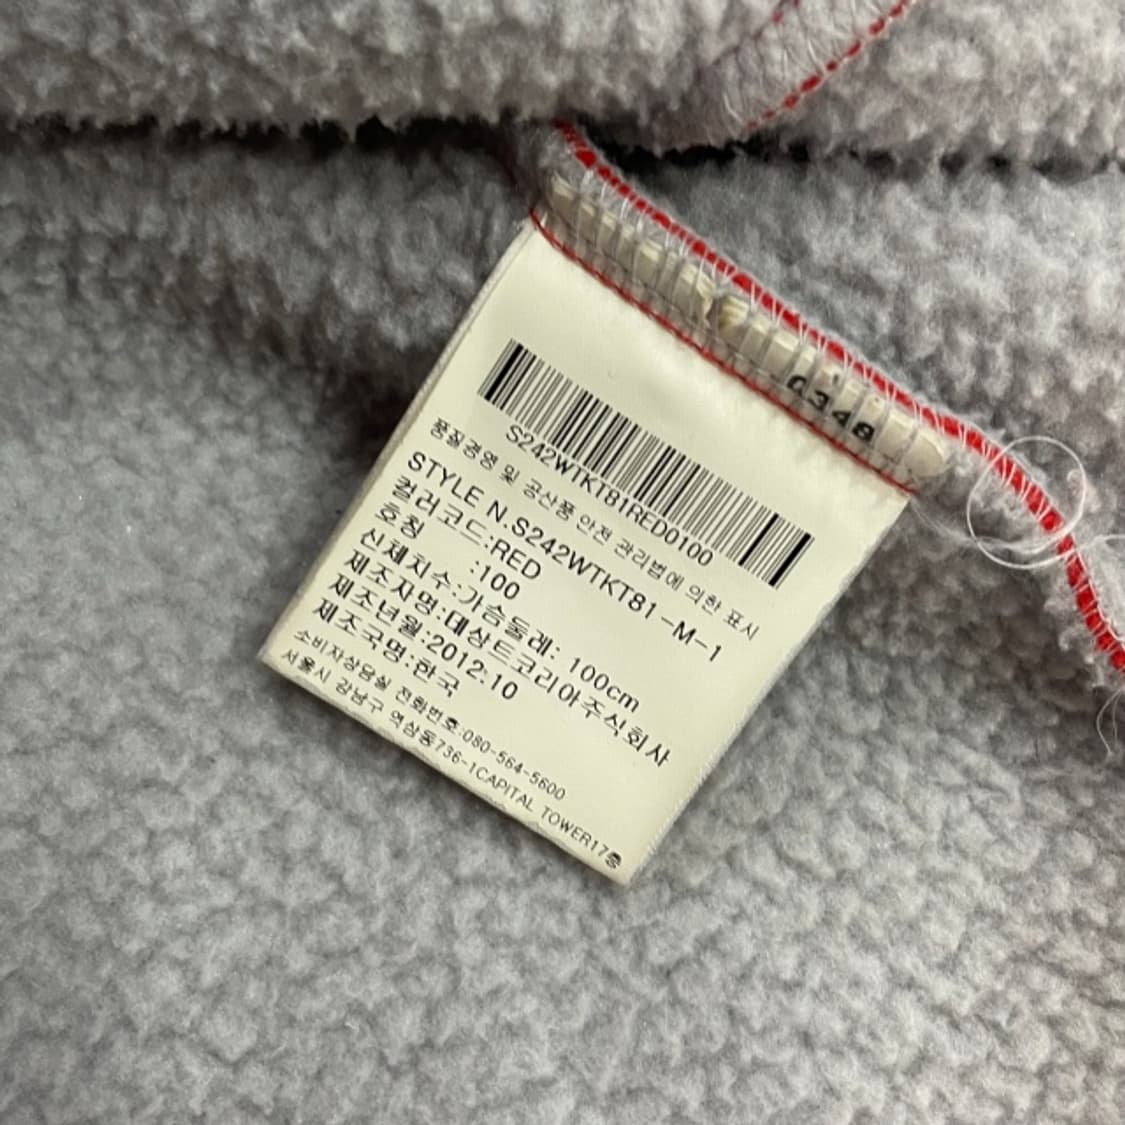 0348
S242WTKT81RED0100
품질경영 및 공산품 안전 관리법에 의한 표시
STYLE N.S242WTKT81-M-1
컬러코드:RED
호칭 :100
신체치수:가슴둘레: 100cm
제조자명:데상트코리아주식회사
제조년월:2012.10
제조국명:한국
소비자상담실 전화번호:080-564-5600
서울시 강남구 역삼동736-1CAPITAL TOWER17층